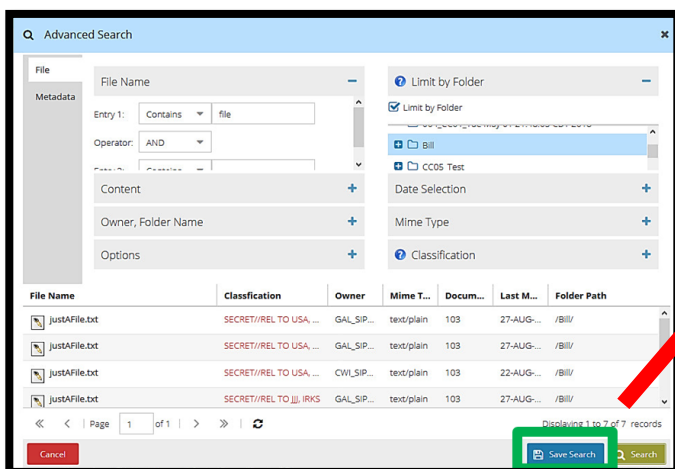 Advanced Search
File
Metadata
File Name
Entry 1: Contains file
Operator: AND
Limit by Folder
Limit by Folder
Bill
CC05 Test
Content
Date Selection
Owner, Folder Name
Mime Type
Options
Classification
File Name Classfication Owner Mime T... Docum... Last M... Folder Path
justAFile.txt SECRET//REL TO USA, ... GAL_SIP... text/plain 103 27-AUG-... /Bill/
justAFile.txt SECRET//REL TO USA, ... GAL_SIP... text/plain 103 27-AUG-... /Bill/
justAFile.txt SECRET//REL TO USA, ... CWI_SIP... text/plain 103 22-AUG-... /Bill/
justAFile.txt SECRET//REL TO JJJ, IRKS GAL_SIP... text/plain 103 27-AUG-... /Bill/
Page 1 of 1 Displaying 1 to 7 of 7 records
Cancel Save Search Search